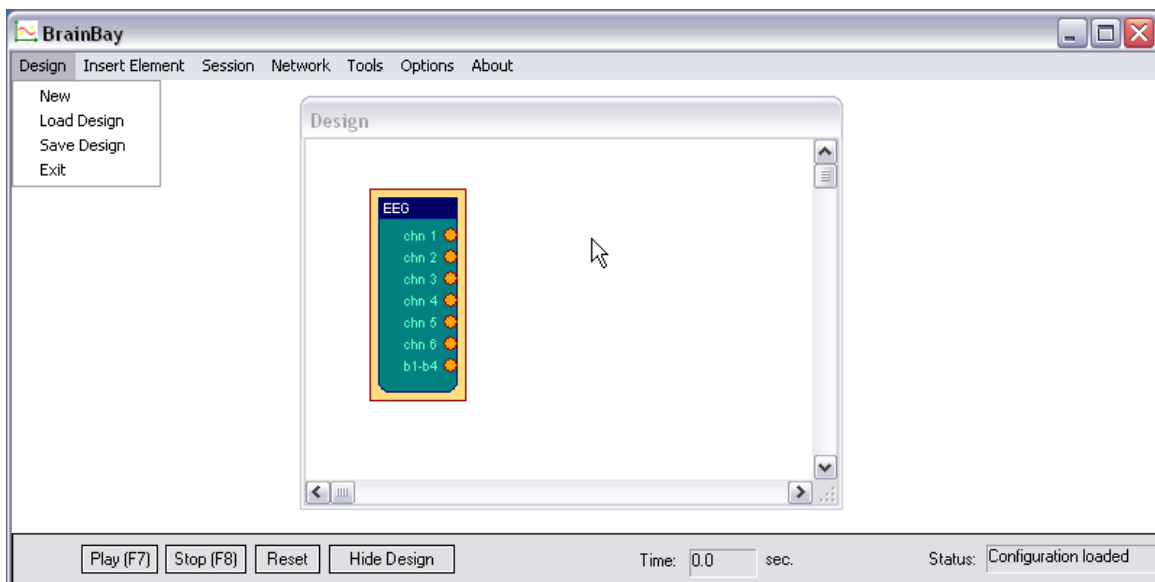 BrainBay
Design Insert Element Session Network Tools Options About
New
Load Design
Save Design
Exit
Design
EEG
chn 1
chn 2
chn 3
chn 4
chn 5
chn 6
b1-b4
Play (F7) Stop (F8) Reset Hide Design Time: 0.0 sec. Status: Configuration loaded